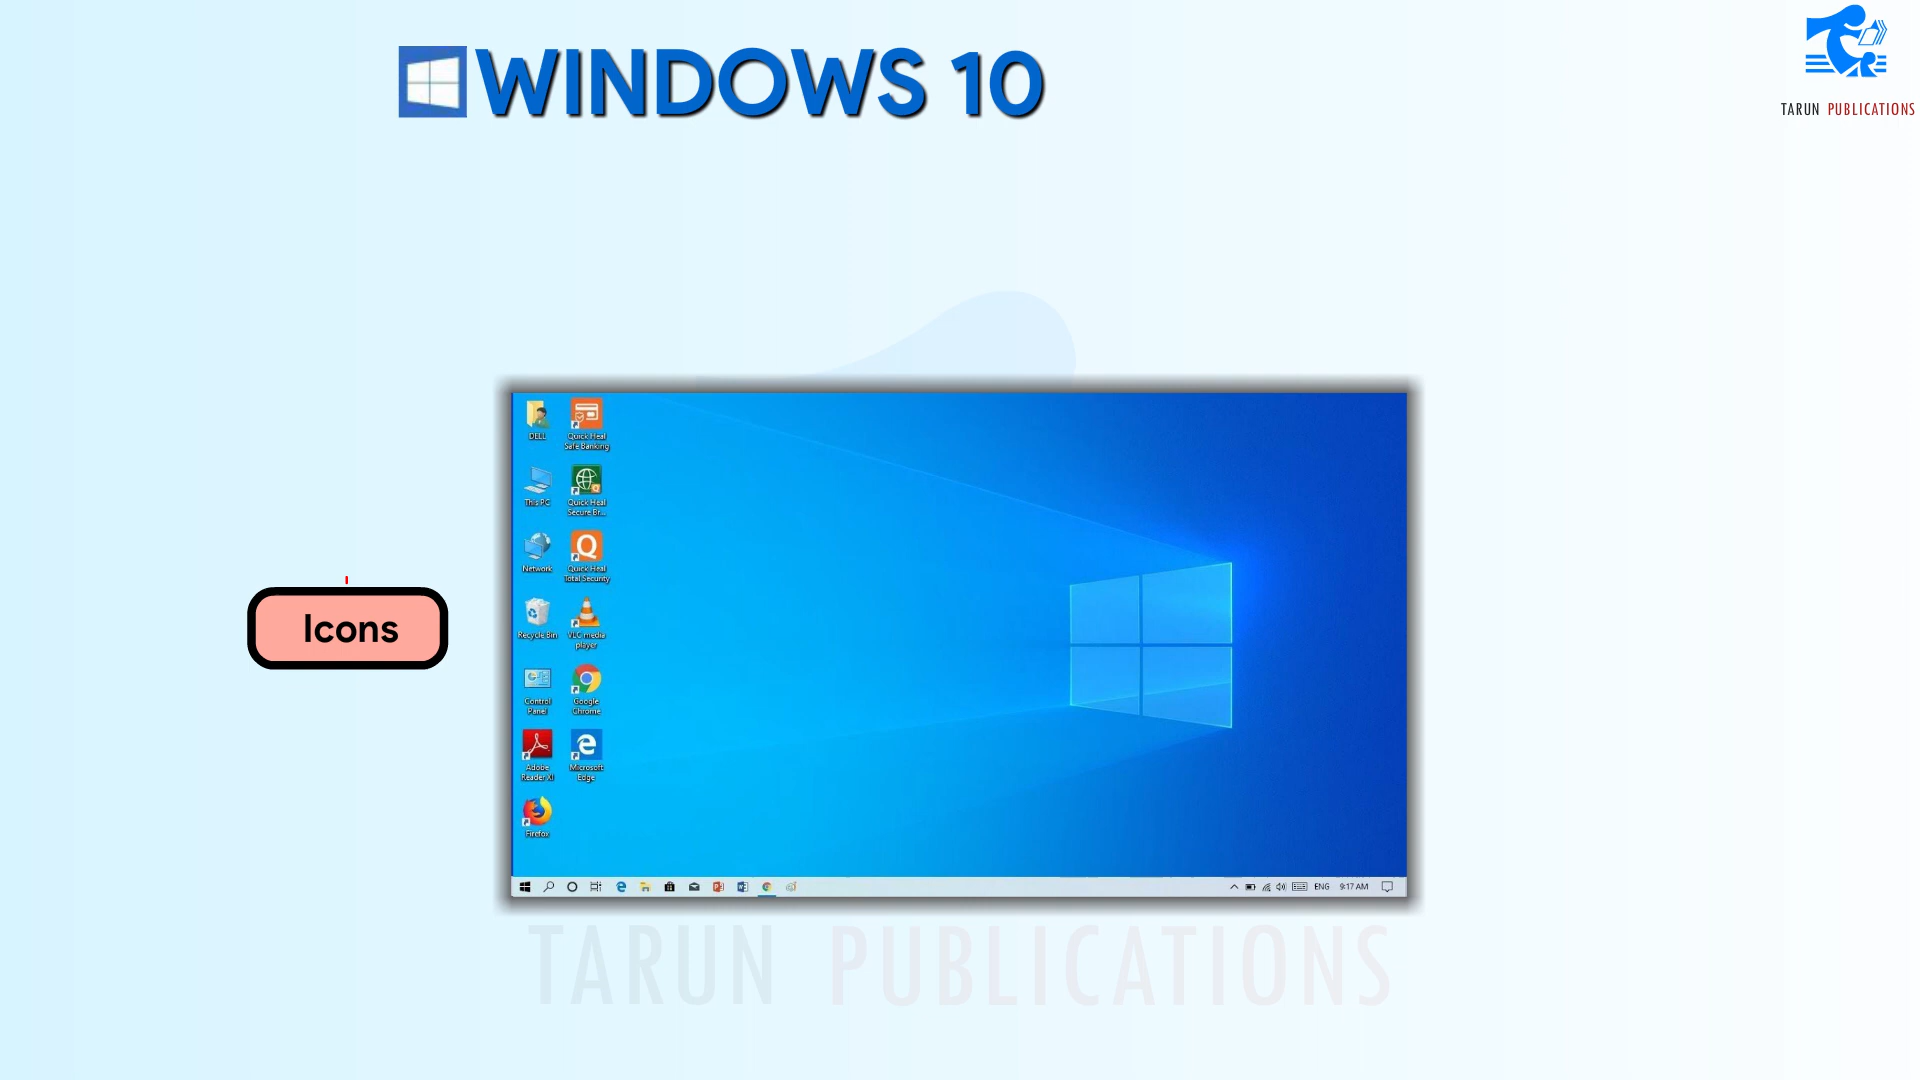 WINDOWS 10
TARUN PUBLICATIONS
Icons
DELL
Quick Heal
Safe Banking
This PC
Quick Heal
Secure Br...
Network
Quick Heal
Total Security
Recycle Bin
VLC media
player
Control
Panel
Google
Chrome
Adobe
Reader XI
Microsoft
Edge
Firefox
ENG 9:17 AM
TARUN PUBLICATIONS